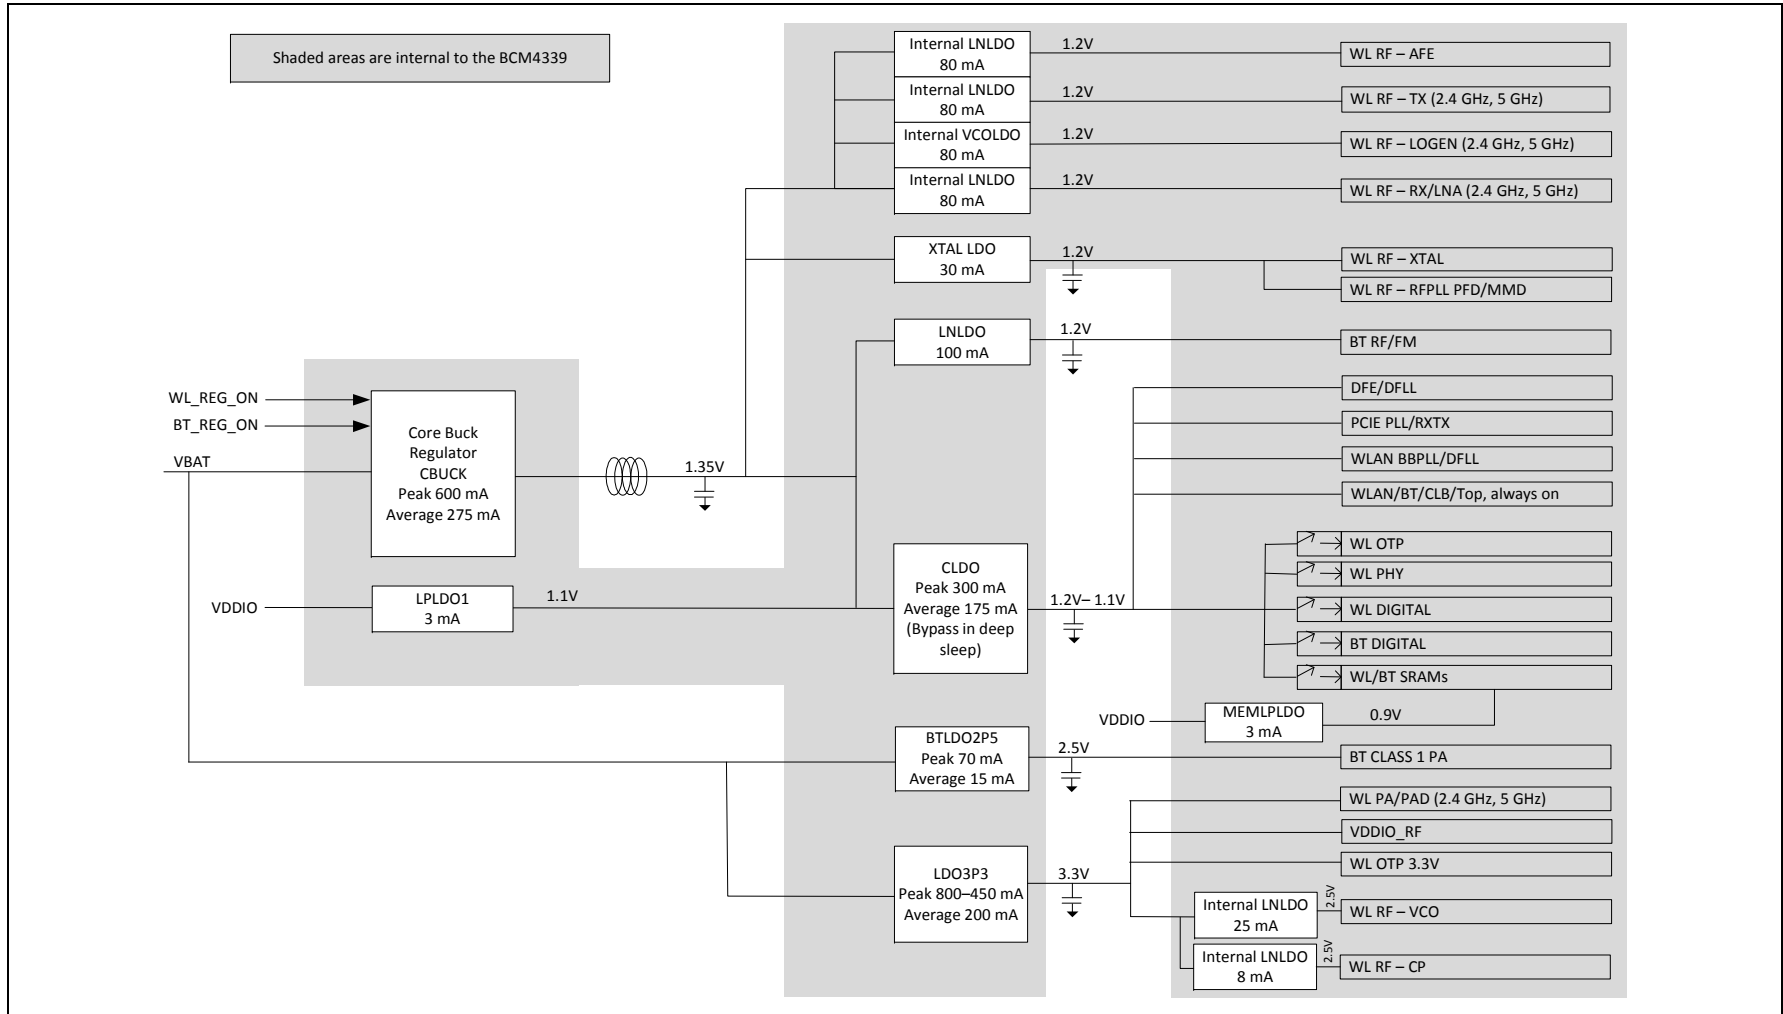 Shaded areas are internal to the BCM4339
Internal LNLDO
80 mA
1.2V
WL RF – AFE
Internal LNLDO
80 mA
1.2V
WL RF – TX (2.4 GHz, 5 GHz)
Internal VCOLDO
80 mA
1.2V
WL RF – LOGEN (2.4 GHz, 5 GHz)
Internal LNLDO
80 mA
1.2V
WL RF – RX/LNA (2.4 GHz, 5 GHz)
XTAL LDO
30 mA
1.2V
WL RF – XTAL
WL RF – RFPLL PFD/MMD
LNLDO
100 mA
1.2V
BT RF/FM
WL_REG_ON
BT_REG_ON
VBAT
Core Buck
Regulator
CBUCK
Peak 600 mA
Average 275 mA
1.35V
DFE/DFLL
PCIE PLL/RXTX
WLAN BBPLL/DFLL
WLAN/BT/CLB/Top, always on
VDDIO
LPLDO1
3 mA
1.1V
CLDO
Peak 300 mA
Average 175 mA
(Bypass in deep
sleep)
1.2V– 1.1V
WL OTP
WL PHY
WL DIGITAL
BT DIGITAL
WL/BT SRAMs
VDDIO
MEMLPLDO
3 mA
0.9V
BTLDO2P5
Peak 70 mA
Average 15 mA
2.5V
BT CLASS 1 PA
LDO3P3
Peak 800–450 mA
Average 200 mA
3.3V
WL PA/PAD (2.4 GHz, 5 GHz)
VDDIO_RF
WL OTP 3.3V
Internal LNLDO
25 mA
2.5V
WL RF – VCO
Internal LNLDO
8 mA
2.5V
WL RF – CP